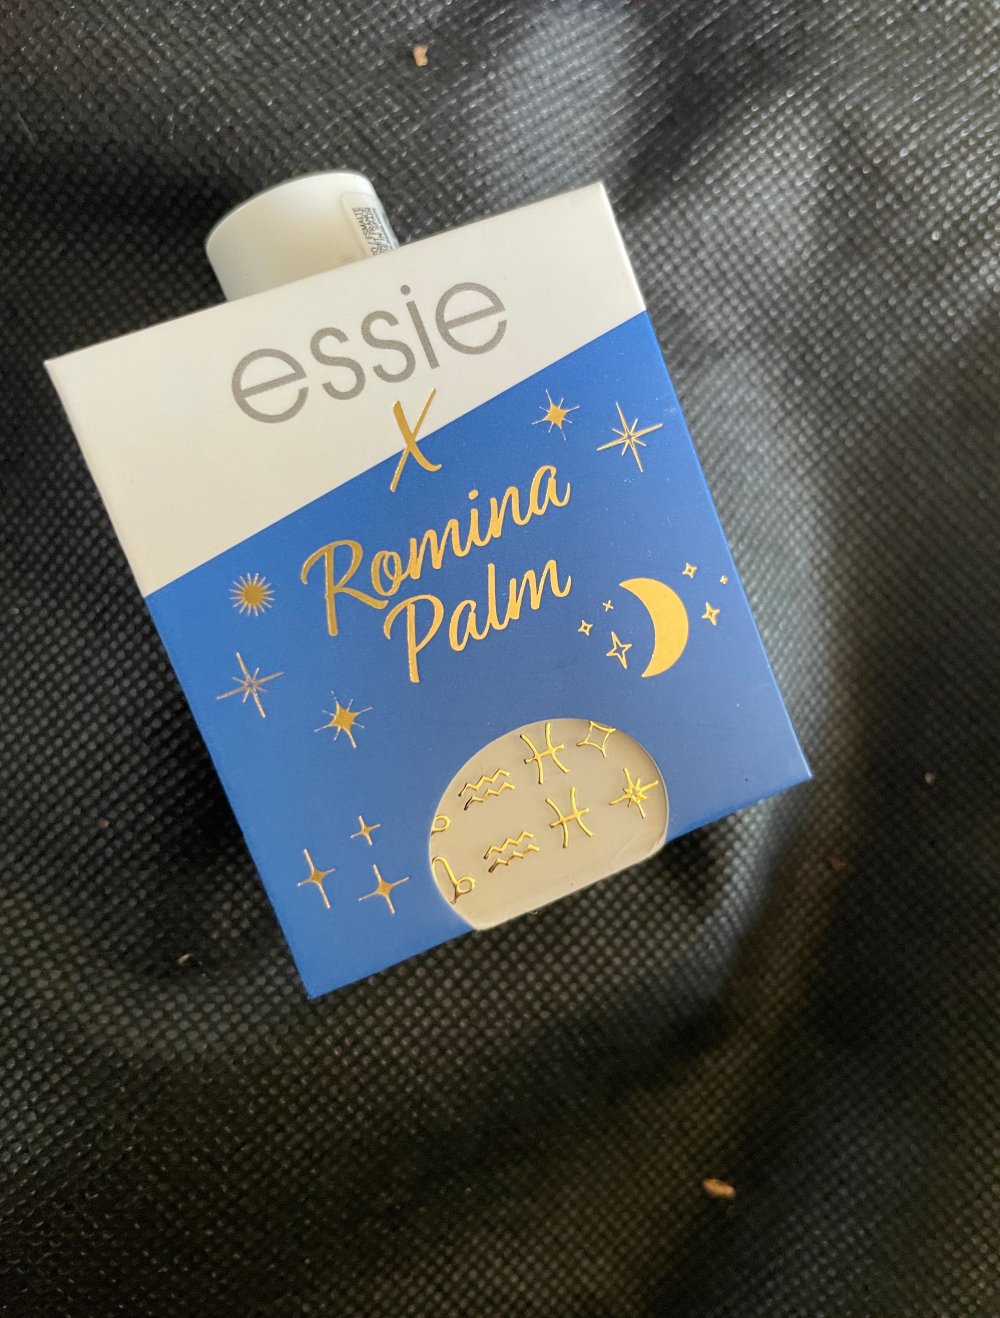 essie
X
Romina
Palm